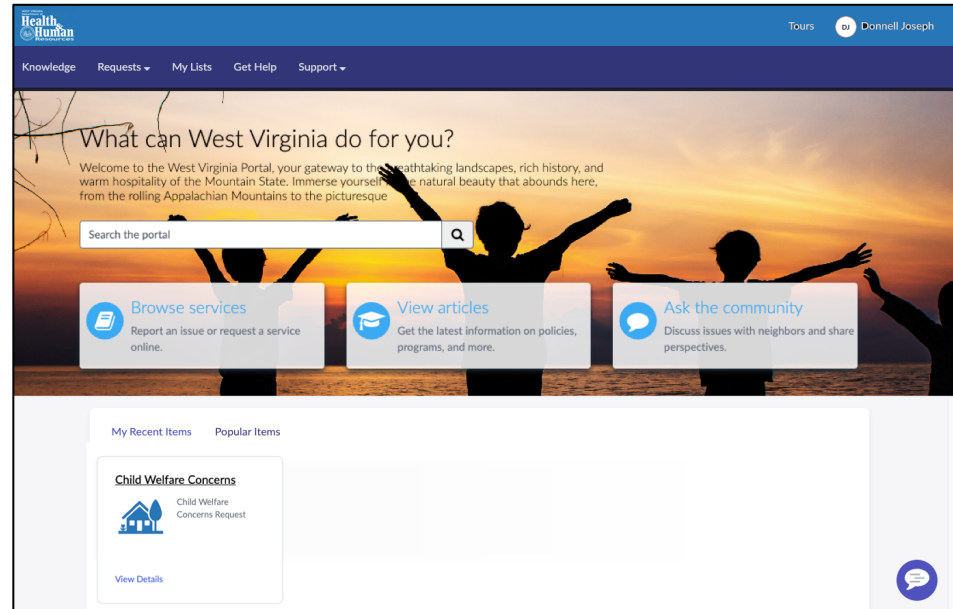 Health &
Human
Resources
Tours
DJ
Donnell Joseph
Knowledge
Requests
My Lists
Get Help
Support
What can West Virginia do for you?
Welcome to the West Virginia Portal, your gateway to the breathtaking landscapes, rich history, and
warm hospitality of the Mountain State. Immerse yourself in the natural beauty that abounds here,
from the rolling Appalachian Mountains to the picturesque
Search the portal
Browse services
Report an issue or request a service
online.
View articles
Get the latest information on policies,
programs, and more.
Ask the community
Discuss issues with neighbors and share
perspectives.
My Recent Items
Popular Items
Child Welfare Concerns
Child Welfare
Concerns Request
View Details